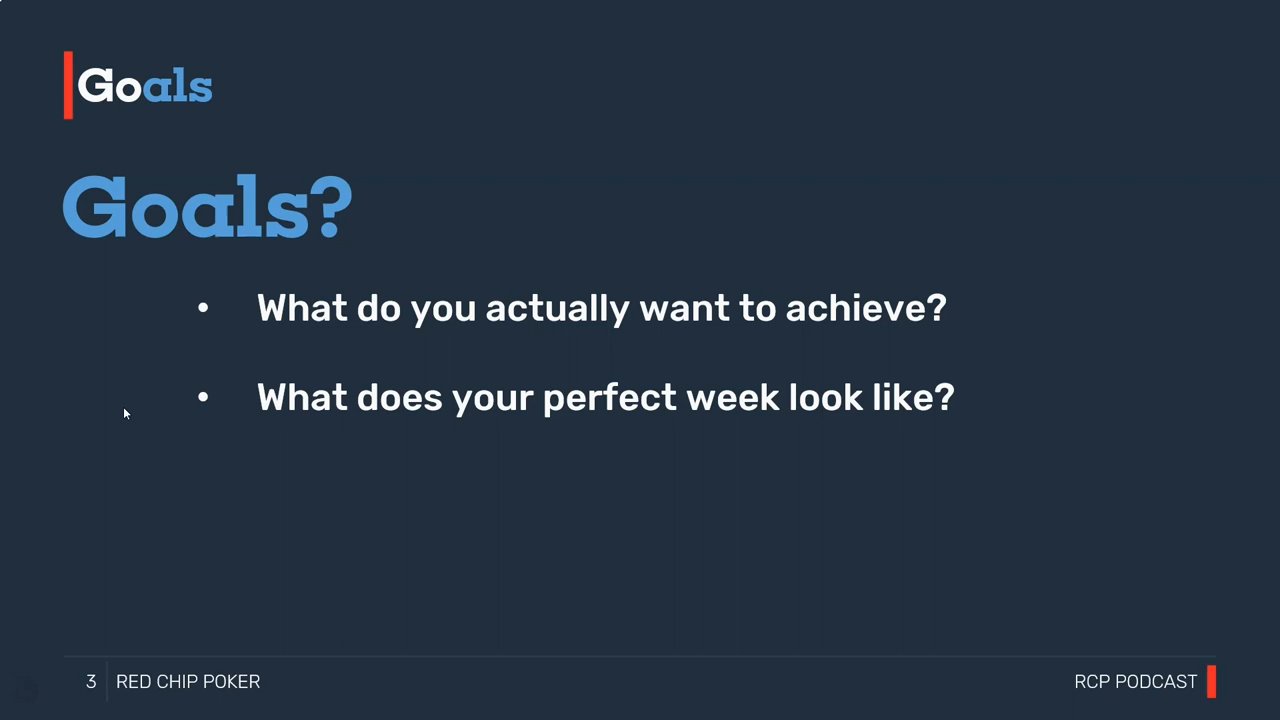 Goals
Goals?
• What do you actually want to achieve?
• What does your perfect week look like?
3 RED CHIP POKER
RCP PODCAST